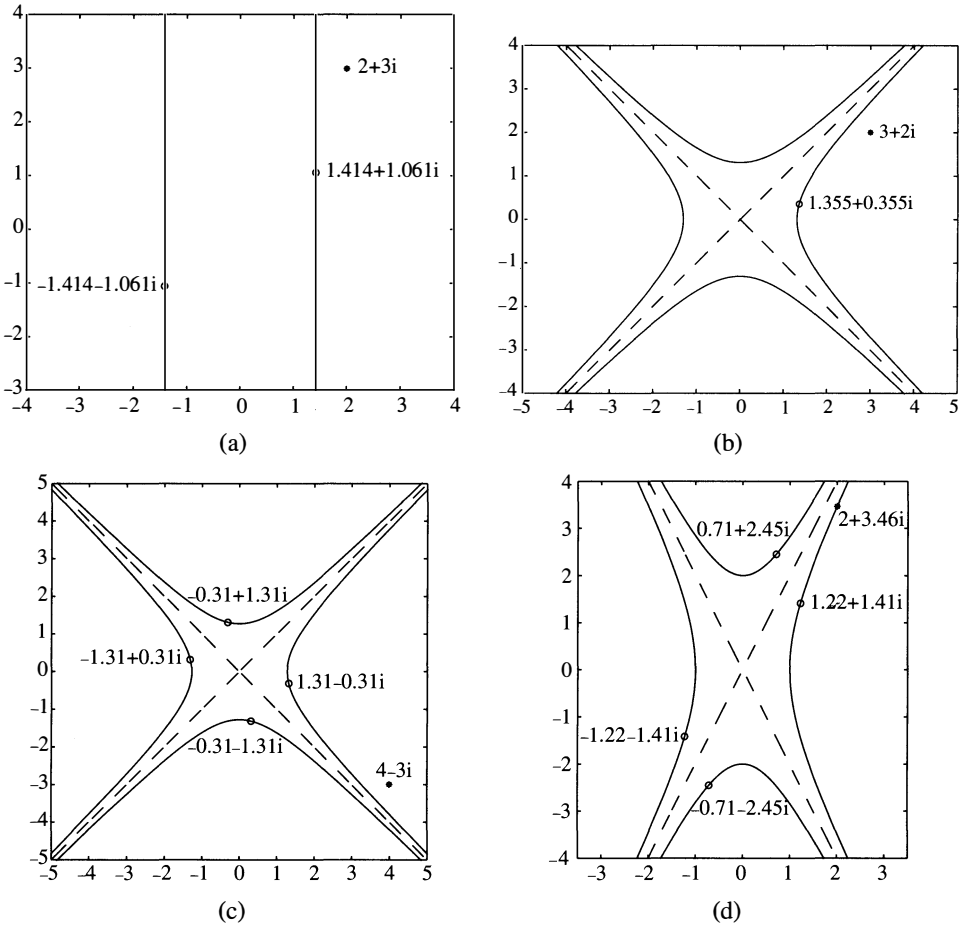 4
3
2
1
0
–1
–2
–3
2+3i
1.414+1.061i
–1.414–1.061i
–4 –3 –2 –1 0 1 2 3 4
(a)
4
3
2
1
0
–1
–2
–3
–4
3+2i
1.355+0.355i
–5 –4 –3 –2 –1 0 1 2 3 4 5
(b)
5
4
3
2
1
0
–1
–2
–3
–4
–5
–0.31+1.31i
–1.31+0.31i
1.31–0.31i
–0.31–1.31i
4–3i
–5 –4 –3 –2 –1 0 1 2 3 4 5
(c)
4
3
2
1
0
–1
–2
–3
–4
0.71+2.45i
2+3.46i
1.22+1.41i
–1.22–1.41i
–0.71–2.45i
–3 –2 –1 0 1 2 3
(d)